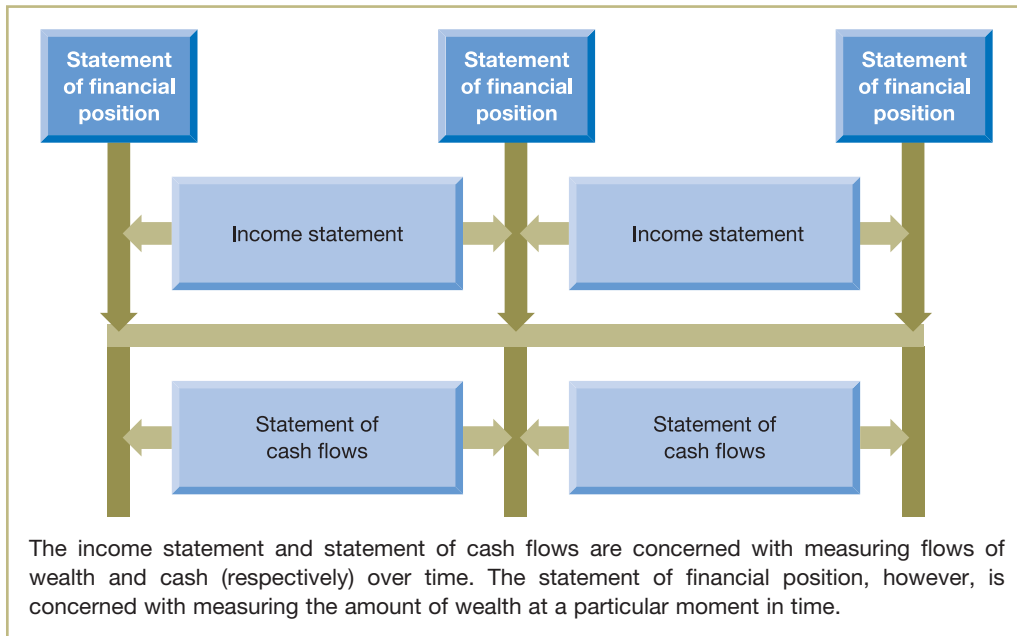 Statement
of financial
position
Statement
of financial
position
Statement
of financial
position
Income statement
Income statement
Statement of
cash flows
Statement of
cash flows
The income statement and statement of cash flows are concerned with measuring flows of
wealth and cash (respectively) over time. The statement of financial position, however, is
concerned with measuring the amount of wealth at a particular moment in time.